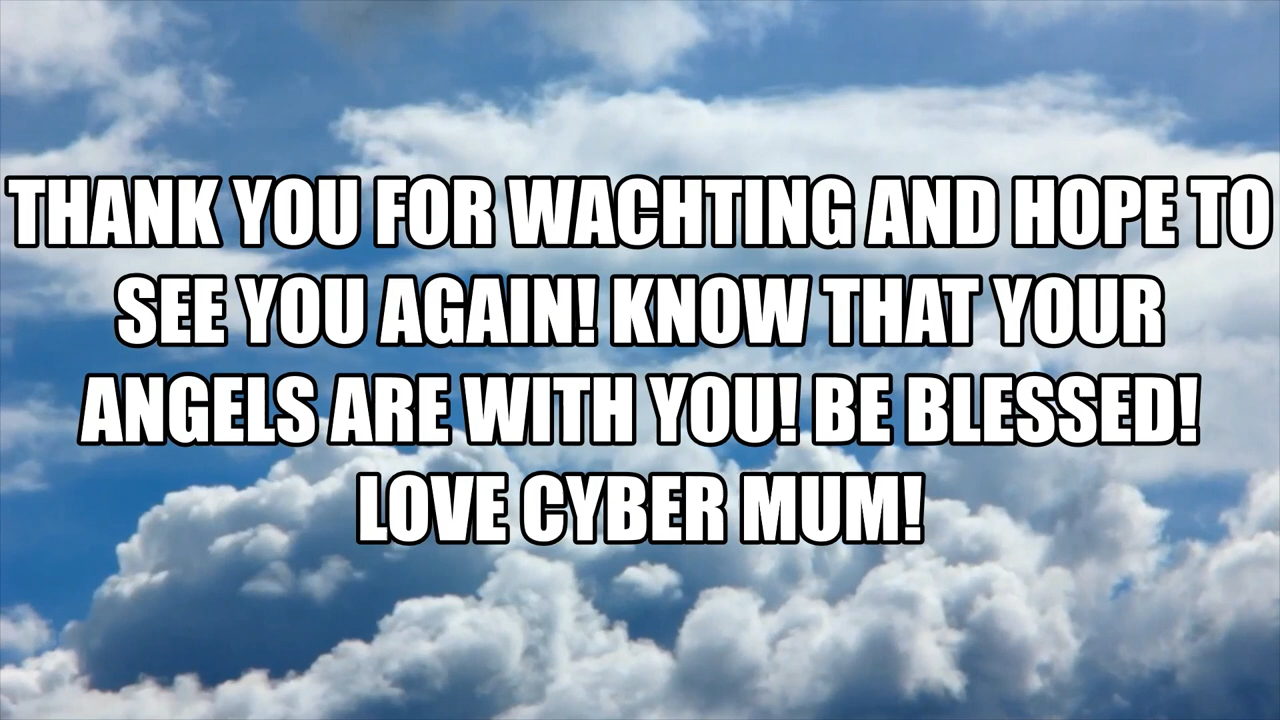 THANK YOU FOR WACHTING AND HOPE TO
SEE YOU AGAIN! KNOW THAT YOUR
ANGELS ARE WITH YOU! BE BLESSED!
LOVE CYBER MUM!